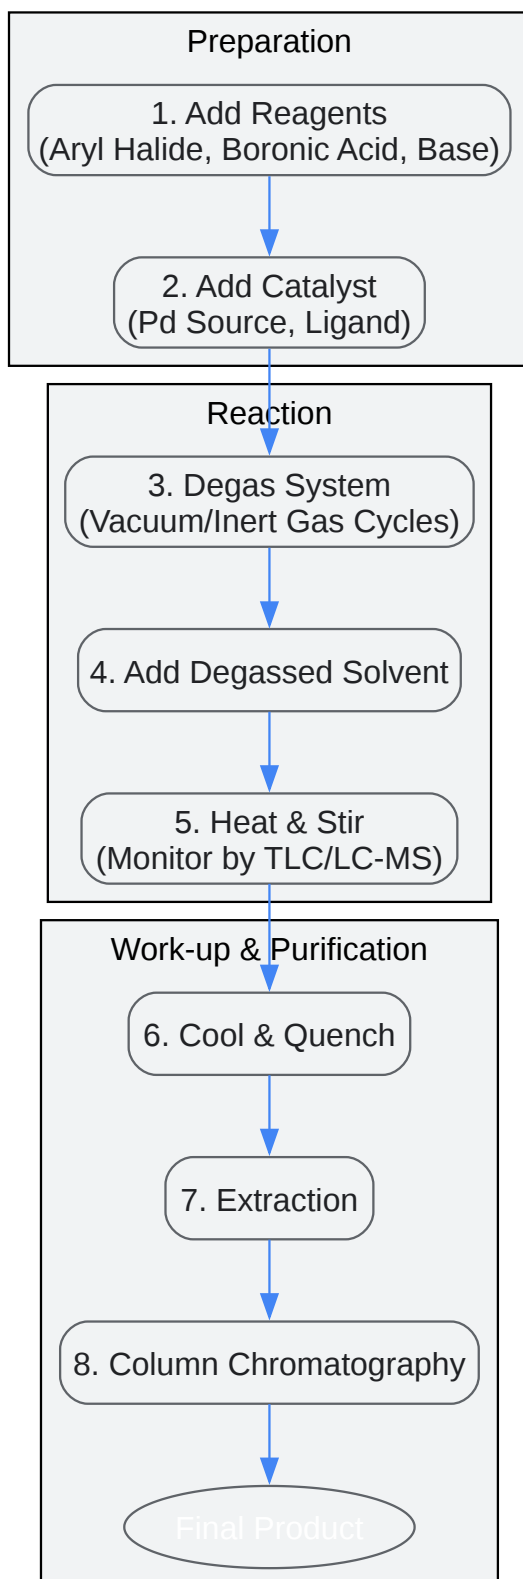 Preparation
1. Add Reagents
(Aryl Halide, Boronic Acid, Base)
2. Add Catalyst
(Pd Source, Ligand)
Reaction
3. Degas System
(Vacuum/Inert Gas Cycles)
4. Add Degassed Solvent
5. Heat & Stir
(Monitor by TLC/LC-MS)
Work-up & Purification
6. Cool & Quench
7. Extraction
8. Column Chromatography
Final Product